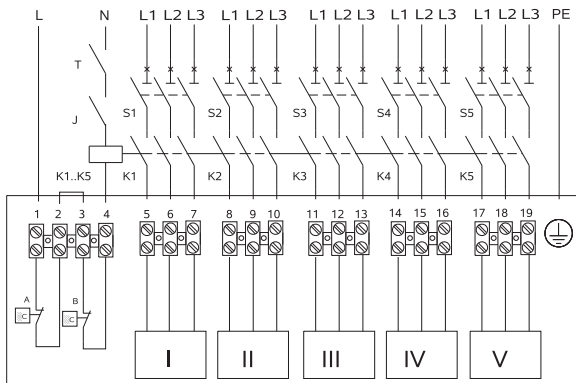 L N L1 L2 L3 L1 L2 L3 L1 L2 L3 L1 L2 L3 L1 L2 L3 PE
T
S1 S2 S3 S4 S5
J
K1..K5 K1 K2 K3 K4 K5
1 2 3 4 5 6 7 8 9 10 11 12 13 14 15 16 17 18 19
A B
C C
I II III IV V